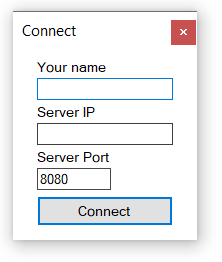 Connect
Your name
Server IP
Server Port
8080
Connect